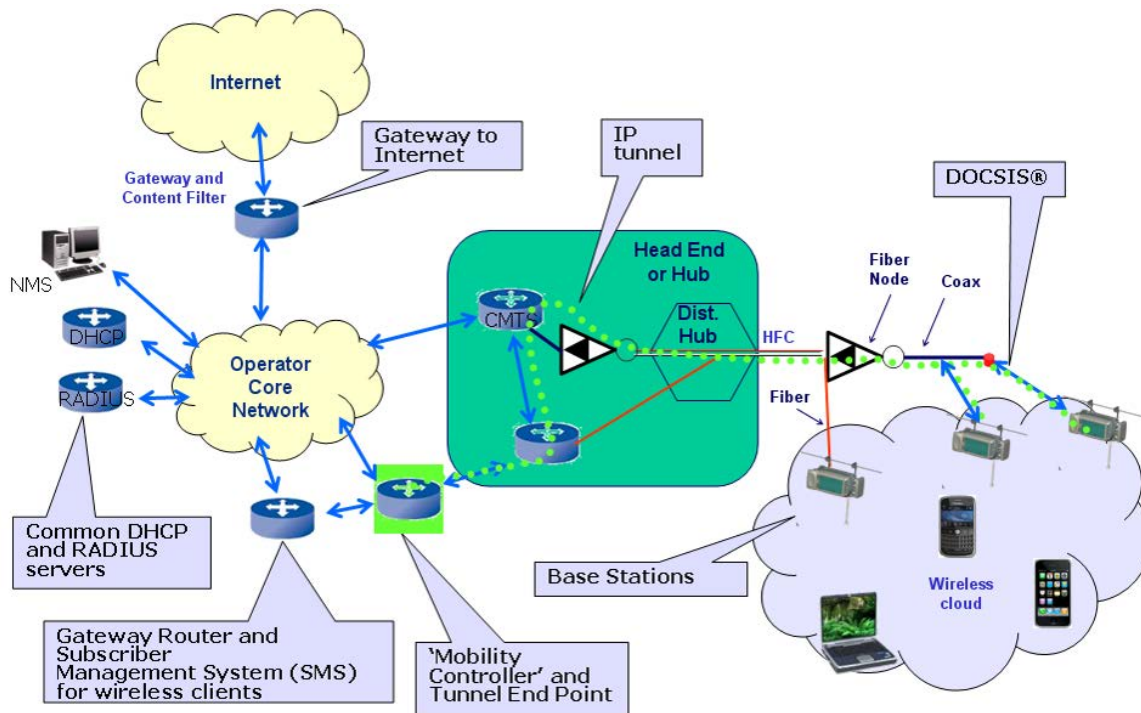 Internet
Gateway to
Internet
IP
tunnel
DOCSIS®
Gateway and
Content Filter
Head End
or Hub
Fiber
Node
Coax
NMS
CMTS
Dist.
Hub
HFC
DHCP
Operator
Core
Network
RADIUS
Fiber
Common DHCP
and RADIUS
servers
Base Stations
Wireless
cloud
Gateway Router and
Subscriber
Management System (SMS)
for wireless clients
‘Mobility
Controller’ and
Tunnel End Point